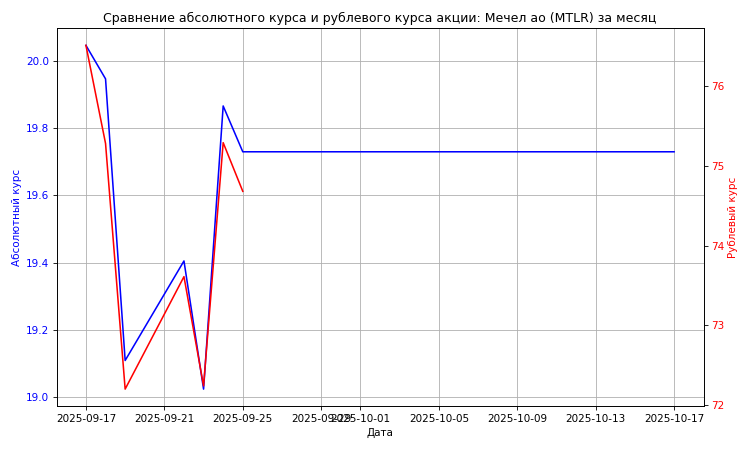 Сравнение абсолютного курса и рублевого курса акции: Мечел ао (MTLR) за месяц
Абсолютный курс
20.0
19.8
19.6
19.4
19.2
19.0
76
75
74
73
72
Рублевый курс
2025-09-17 2025-09-21 2025-09-25 2025-09-29 2025-10-01 2025-10-05 2025-10-09 2025-10-13 2025-10-17
Дата